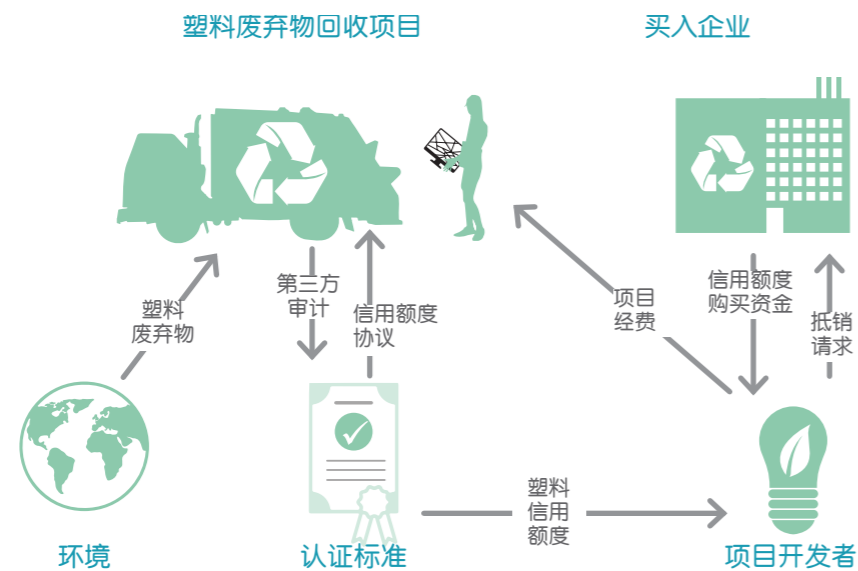 塑料废弃物回收项目
买入企业
塑料
废弃物
第三方
审计
信用额度
协议
项目
经费
信用额度
购买资金
抵销
请求
塑料
信用
额度
环境
认证标准
项目开发者